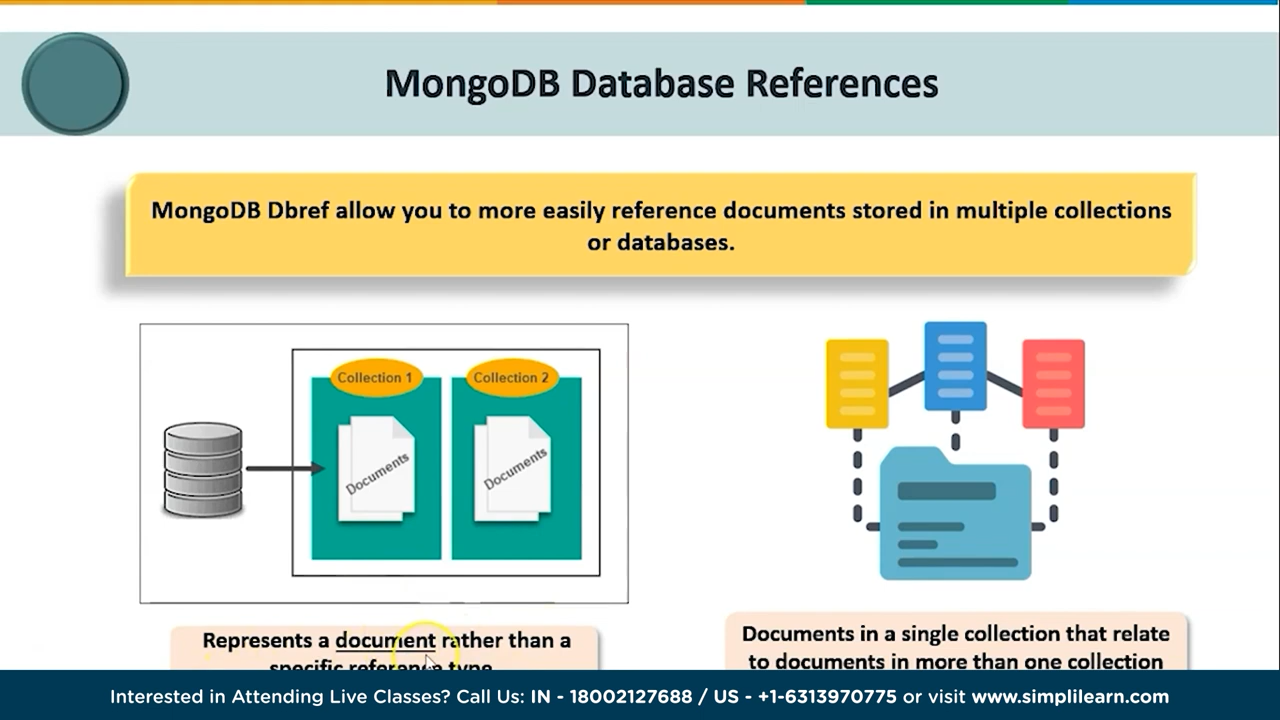 MongoDB Database References
MongoDB Dbref allow you to more easily reference documents stored in multiple collections
or databases.
Collection 1
Collection 2
Documents
Documents
Represents a document rather than a
specific reference type
Documents in a single collection that relate
to documents in more than one collection
Interested in Attending Live Classes? Call Us: IN - 18002127688 / US - +1-6313970775 or visit www.simplilearn.com